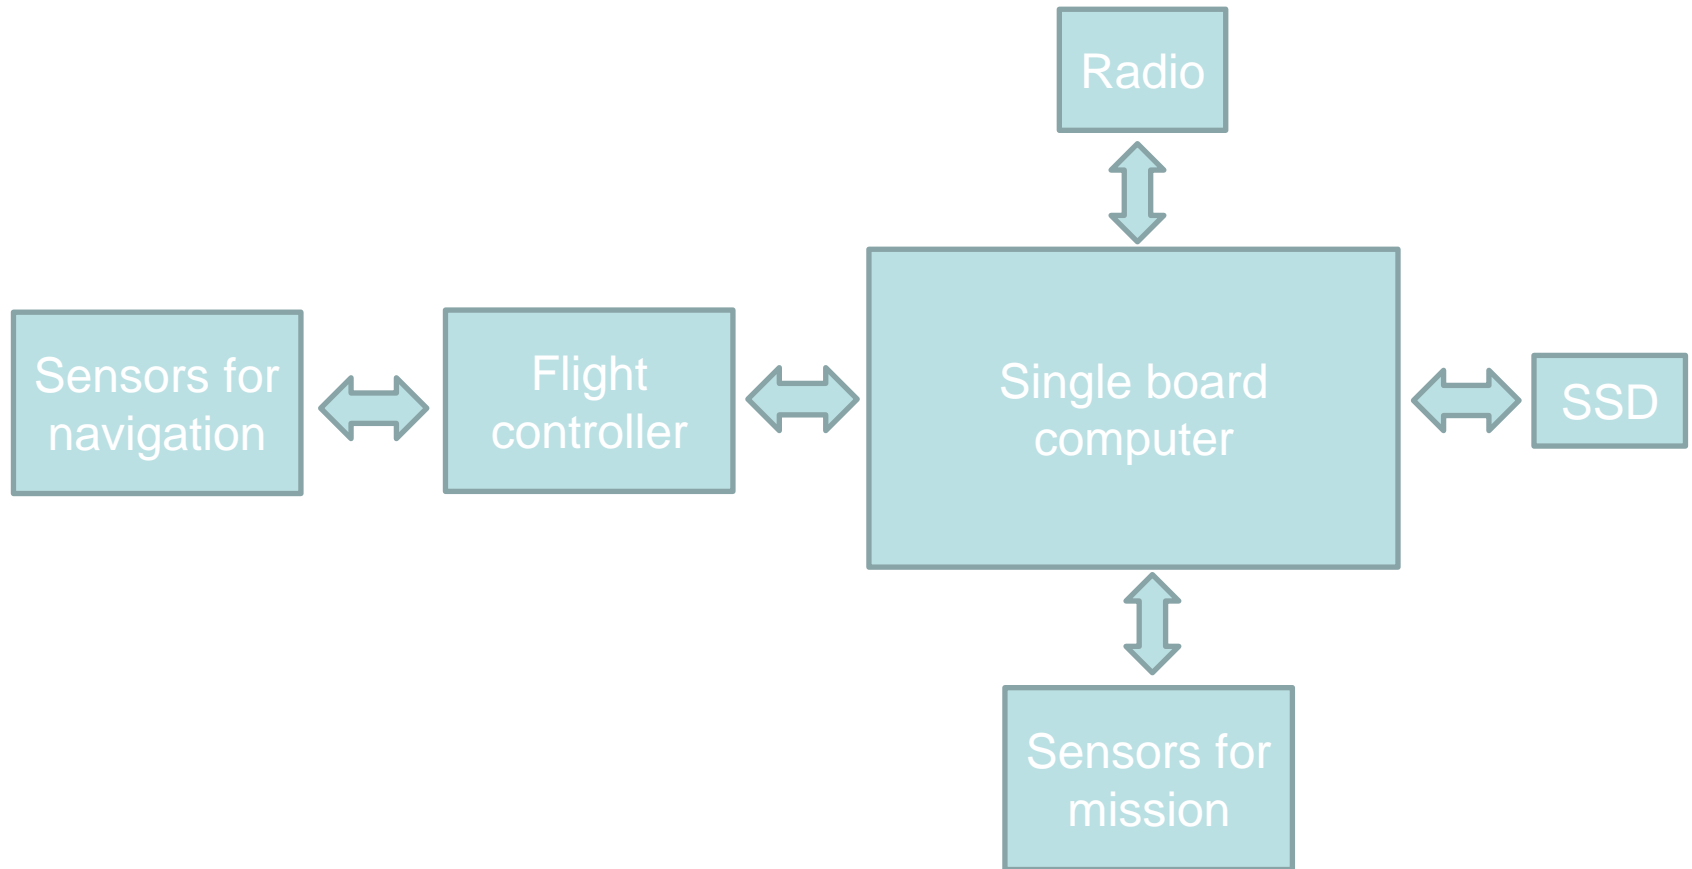 Radio
Sensors for
navigation
Flight
controller
Single board
computer
SSD
Sensors for
mission